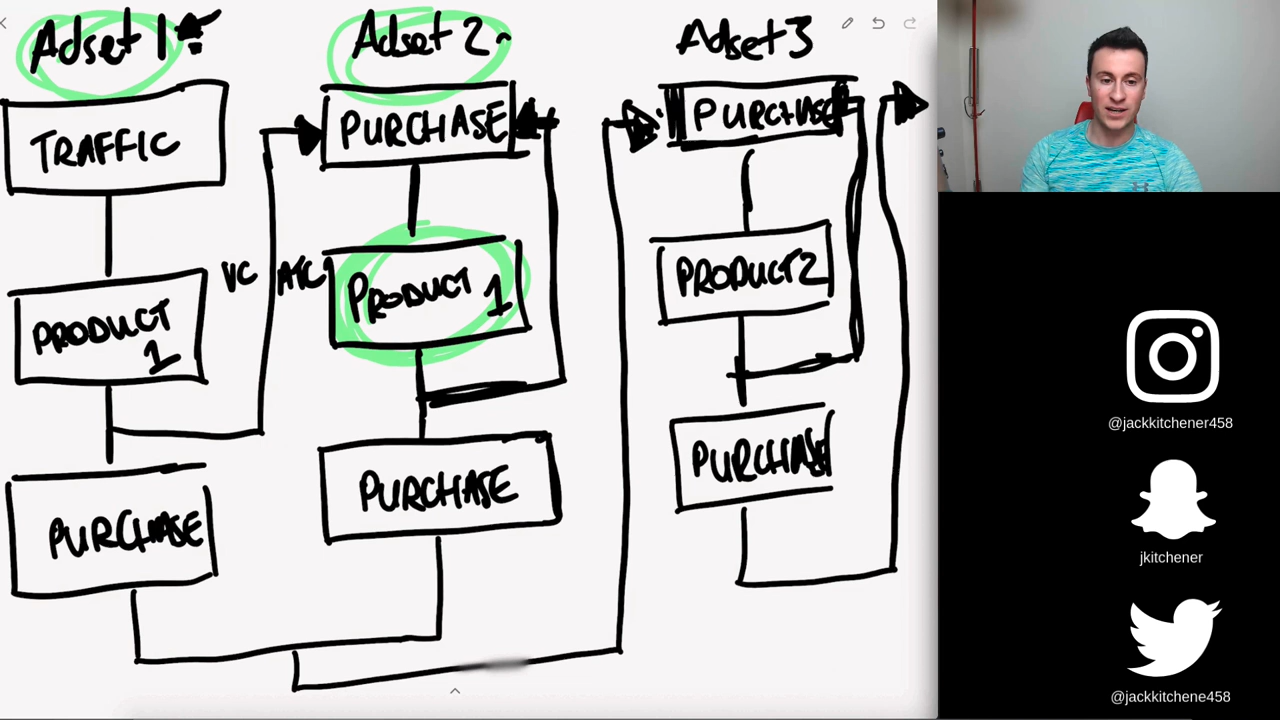 Adset 1
TRAFFIC
PRODUCT
1
PURCHASE
VC
ATC
Adset 2
PURCHASE
PRODUCT
1
PURCHASE
Adset 3
PURCHASE
PRODUCT 2
PURCHASE
@jackkitchener458
jkitchener
@jackkitchene458